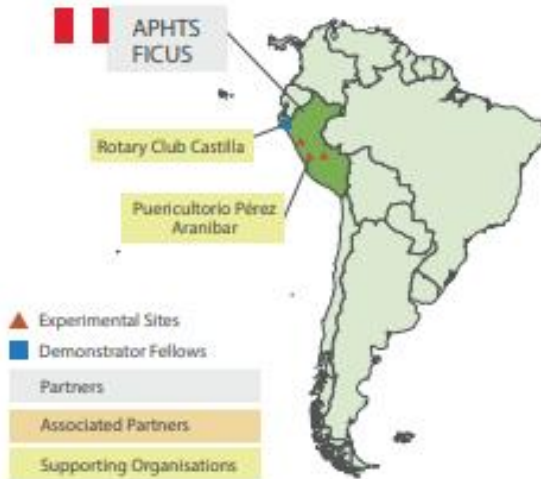 APHTS
FICUS
Rotary Club Castilla
Puericultorio Pérez
Aranibar
Experimental Sites
Demonstrator Fellows
Partners
Associated Partners
Supporting Organisations